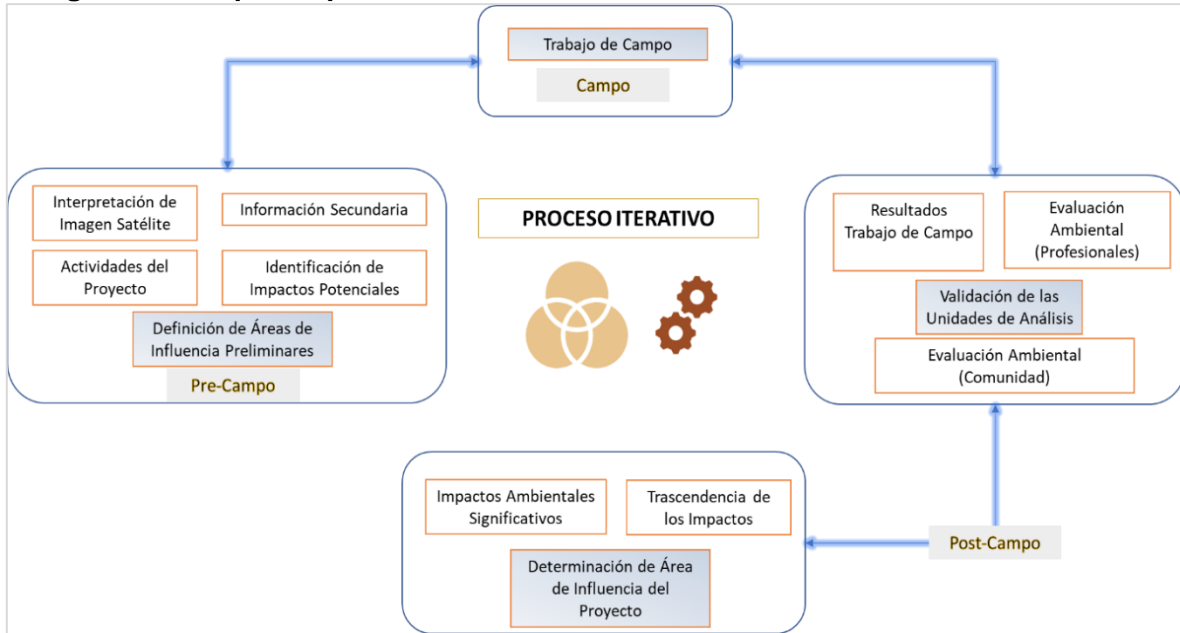 Trabajo de Campo
Campo
Interpretación de
Imagen Satélite
Información Secundaria
Actividades del
Proyecto
Identificación de
Impactos Potenciales
Definición de Áreas de
Influencia Preliminares
Pre-Campo
PROCESO ITERATIVO
Resultados
Trabajo de Campo
Evaluación
Ambiental
(Profesionales)
Validación de las
Unidades de Análisis
Evaluación Ambiental
(Comunidad)
Impactos Ambientales
Significativos
Trascendencia de
los Impactos
Determinación de Área
de Influencia del
Proyecto
Post-Campo